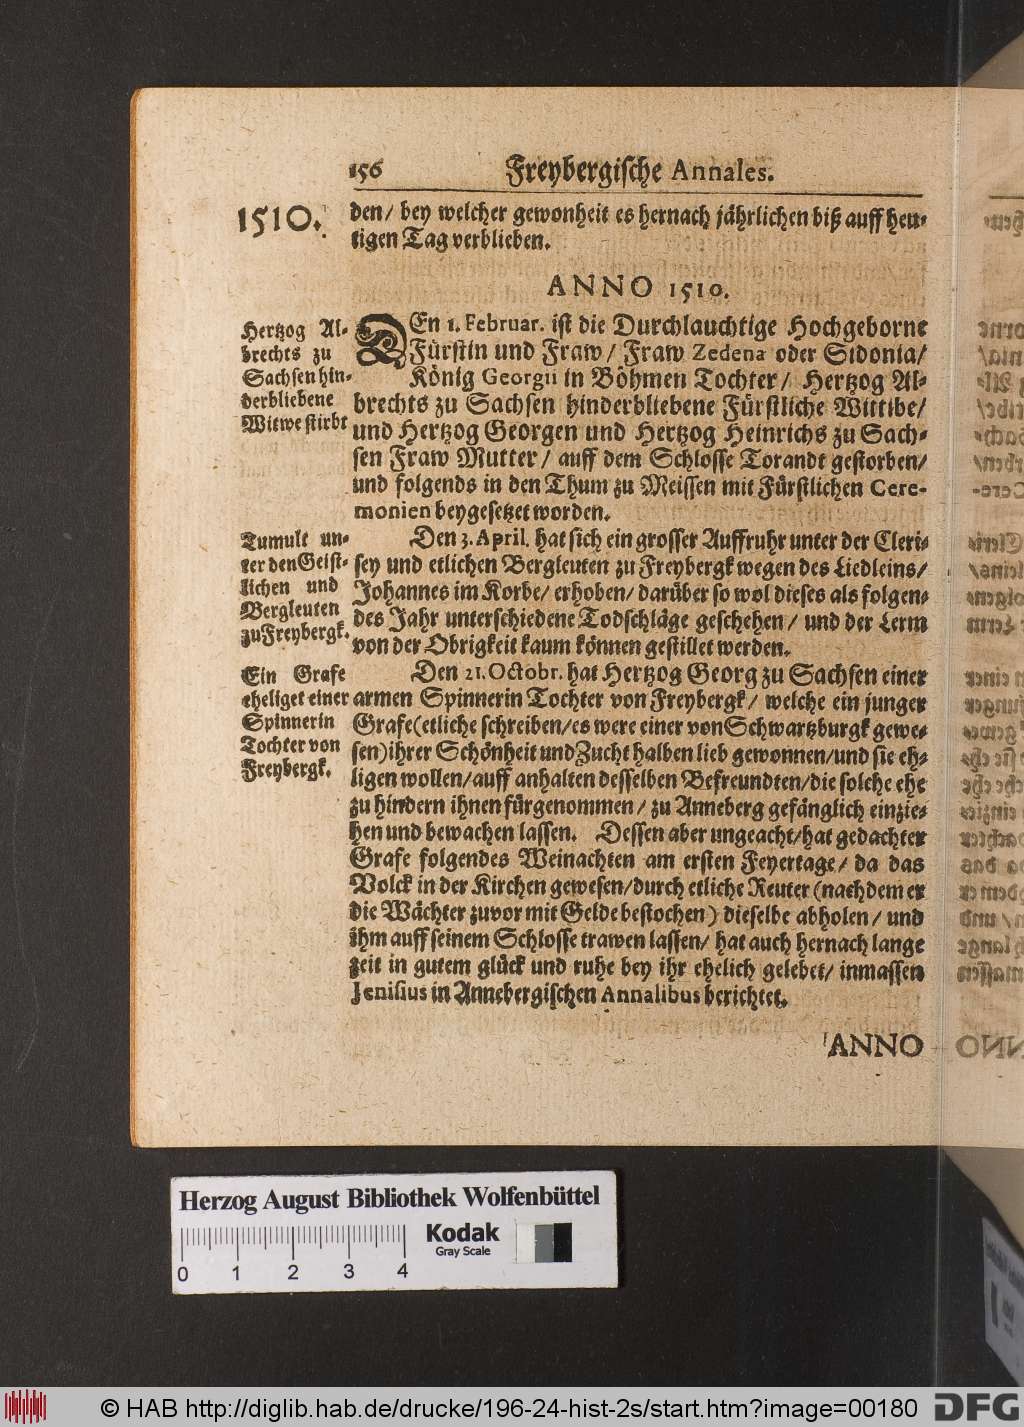 156 Freybergische Annales.
1510. den/ bey welcher gewonheit es hernach jährlichen biß auff heu-
tigen Tag verblieben.
ANNO 1510.
Hertzog Al-
brechts zu
Sachsen hin-
derbliebene
Witwe stirbt
DEn 1. Februar. ist die Durchlauchtige Hochgeborne
Fürstin und Fraw/ Fraw Zedena oder Sidonia/
König Georgii in Böhmen Tochter/ Hertzog Al-
brechts zu Sachsen hinderbliebene Fürstliche Wittibe/
und Hertzog Georgen und Hertzog Heinrichs zu Sach-
sen Fraw Mutter/ auff dem Schlosse Torandt gestorben/
und folgends in den Thum zu Meissen mit Fürstlichen Cere-
monien beygesetzet worden.
Tumult un-
ter den Geist-
lichen und
Bergleuten
zu Freybergk.
Den 3. April. hat sich ein grosser Auffruhr unter der Cleri-
sey und etlichen Bergleuten zu Freybergk wegen des Liedleins/
Johannes im Korbe/ erhoben/ darüber so wol dieses als folgen-
des Jahr unterschiedene Todschläge geschehen/ und der Lerm
von der Obrigkeit kaum können gestillet werden.
Ein Grafe
eheliget einer
Spinnerin
Tochter von
Freybergk.
Den 21. Octobr. hat Hertzog Georg zu Sachsen einer
armen Spinnerin Tochter von Freybergk/ welche ein junger
Grafe (etliche schreiben/ es were einer von Schwartzburgk gewe-
sen) ihrer Schönheit und Zucht halben lieb gewonnen/ und sie eh-
ligen wollen/ auff anhalten desselben Befreundten/ die solche ehe
zu hindern ihnen fürgenommen/ zu Anneberg gefänglich einzie-
hen und bewachen lassen. Dessen aber ungeacht/ hat gedachter
Grafe folgendes Weinachten am ersten Feyertage/ da das
Volck in der Kirchen gewesen/ durch etliche Reuter (nach dem er
die Wächter zuvor mit Gelde bestochen) dieselbe abholen/ und
ihm auff seinem Schlosse trawen lassen/ hat auch hernach lange
zeit in gutem glück und ruhe bey ihr ehelich gelebet/ inmassen
Jenisius in Annebergischen Annalibus berichtet.
ANNO
Herzog August Bibliothek Wolfenbüttel
Kodak
Gray Scale
0 1 2 3 4
© HAB http://diglib.hab.de/drucke/196-24-hist-2s/start.htm?image=00180
DFG